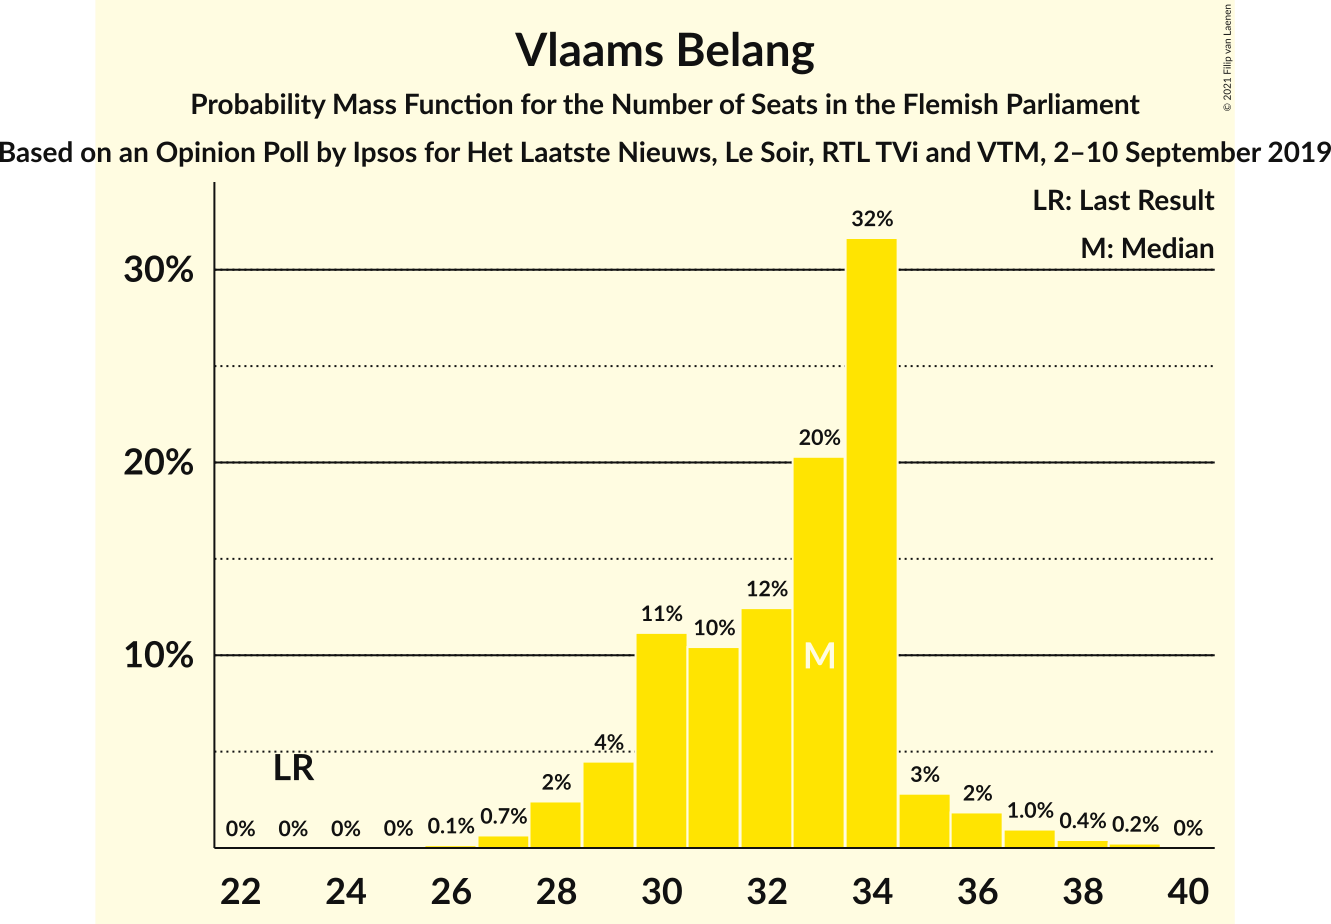 Vlaams Belang
Probability Mass Function for the Number of Seats in the Flemish Parliament
Based on an Opinion Poll by Ipsos for Het Laatste Nieuws, Le Soir, RTL TVi and VTM, 2–10 September 2019
© 2021 Filip van Laenen
LR: Last Result
M: Median
30%
20%
10%
0% 0% 0% 0% 0.1% 0.7% 2% 4% 11% 10% 12% 20% 32% 3% 2% 1.0% 0.4% 0.2% 0%
LR
M
22 24 26 28 30 32 34 36 38 40